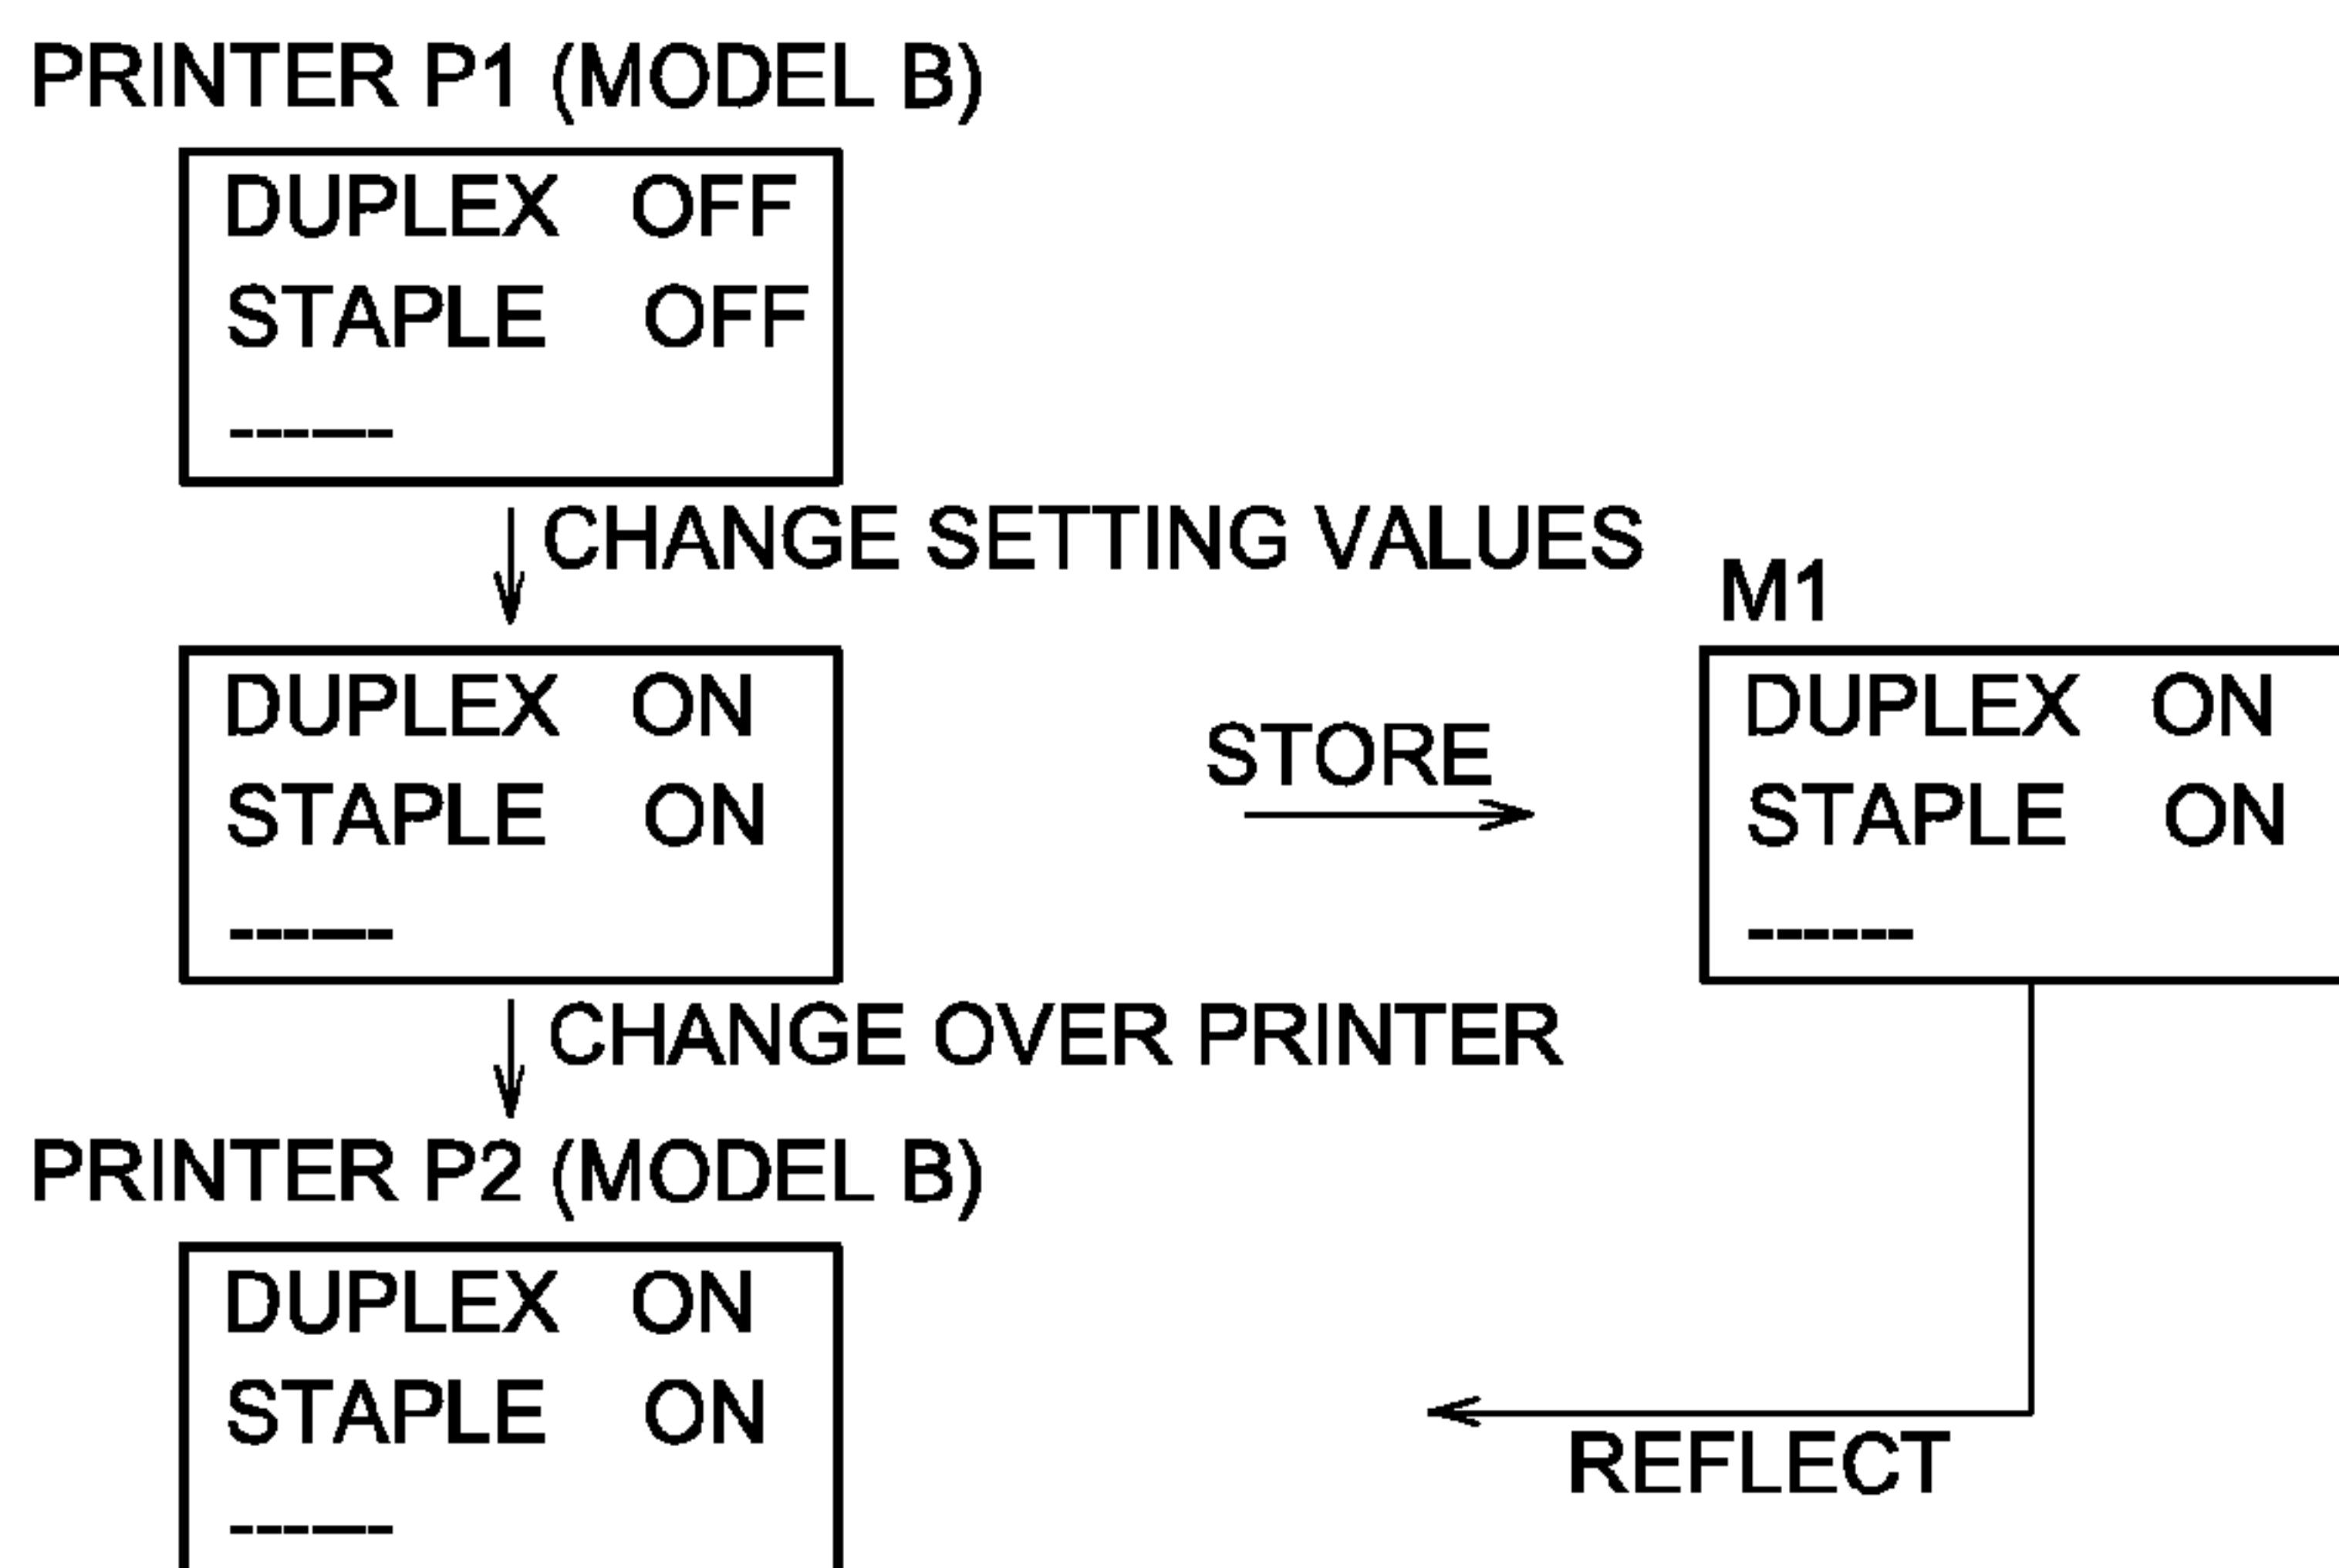 PRINTER P1 (MODEL B)
DUPLEX OFF
STAPLE OFF
------
CHANGE SETTING VALUES
M1
DUPLEX ON
STAPLE ON
------
STORE
DUPLEX ON
STAPLE ON
------
CHANGE OVER PRINTER
PRINTER P2 (MODEL B)
DUPLEX ON
STAPLE ON
------
REFLECT